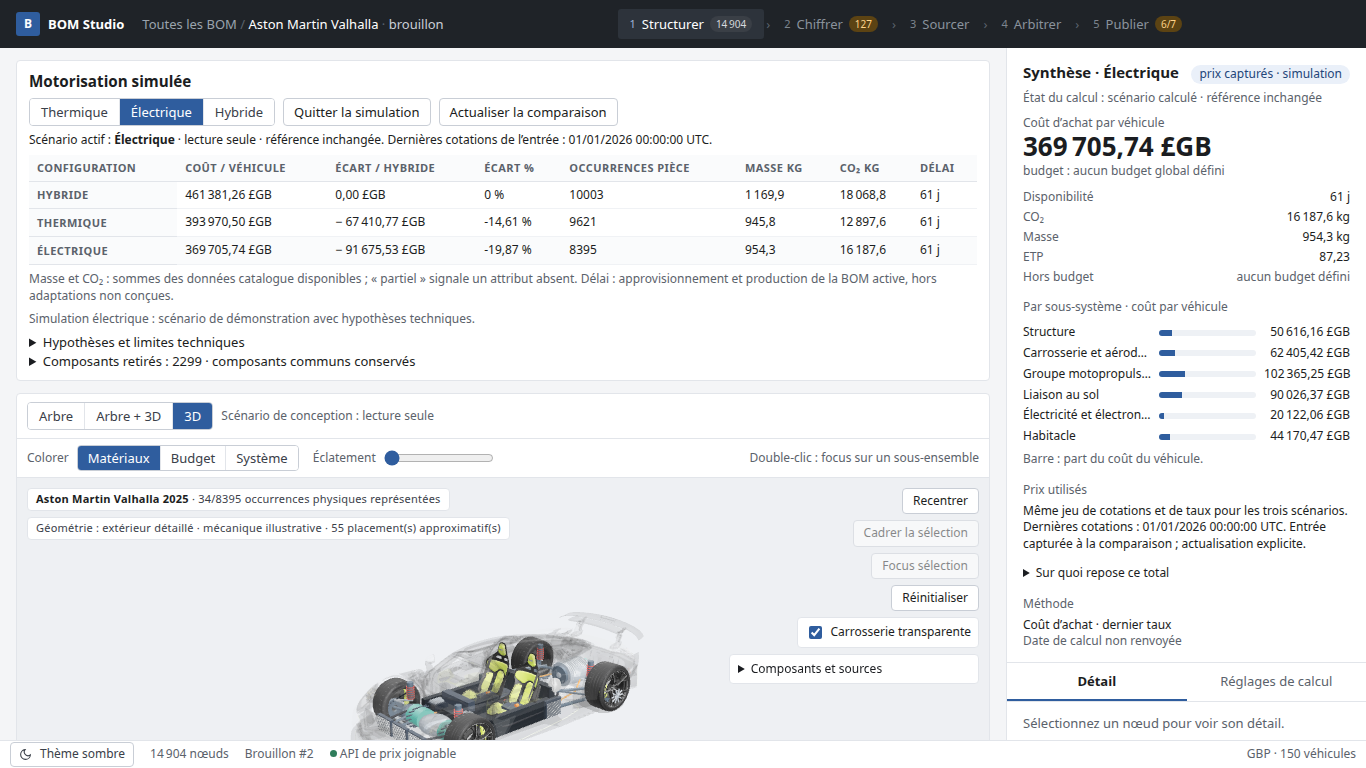 B BOM Studio Toutes les BOM / Aston Martin Valhalla · brouillon 1 Structurer 14 904 › 2 Chiffrer 127 › 3 Sourcer › 4 Arbitrer › 5 Publier 6/7
Motorisation simulée
Thermique Électrique Hybride Quitter la simulation Actualiser la comparaison
Scénario actif : Électrique · lecture seule · référence inchangée. Dernières cotations de l’entrée : 01/01/2026 00:00:00 UTC.
CONFIGURATION COÛT / VÉHICULE ÉCART / HYBRIDE ÉCART % OCCURRENCES PIÈCE MASSE KG CO₂ KG DÉLAI
HYBRIDE 461 381,26 £GB 0,00 £GB 0 % 10003 1 169,9 18 068,8 61 j
THERMIQUE 393 970,50 £GB − 67 410,77 £GB -14,61 % 9621 945,8 12 897,6 61 j
ÉLECTRIQUE 369 705,74 £GB − 91 675,53 £GB -19,87 % 8395 954,3 16 187,6 61 j
Masse et CO₂ : sommes des données catalogue disponibles ; « partiel » signale un attribut absent. Délai : approvisionnement et production de la BOM active, hors
adaptations non conçues.
Simulation électrique : scénario de démonstration avec hypothèses techniques.
Hypothèses et limites techniques
Composants retirés : 2299 · composants communs conservés
Arbre Arbre + 3D 3D Scénario de conception : lecture seule
Colorer Matériaux Budget Système Éclatement Double-clic : focus sur un sous-ensemble
Aston Martin Valhalla 2025 · 34/8395 occurrences physiques représentées
Géométrie : extérieur détaillé · mécanique illustrative · 55 placement(s) approximatif(s)
Recentrer
Cadrer la sélection
Focus sélection
Réinitialiser
Carrosserie transparente
Composants et sources
Synthèse · Électrique prix capturés · simulation
État du calcul : scénario calculé · référence inchangée
Coût d’achat par véhicule
369 705,74 £GB
budget : aucun budget global défini
Disponibilité 61 j
CO₂ 16 187,6 kg
Masse 954,3 kg
ETP 87,23
Hors budget aucun budget défini
Par sous-système · coût par véhicule
Structure 50 616,16 £GB
Carrosserie et aérod... 62 405,42 £GB
Groupe motopropuls... 102 365,25 £GB
Liaison au sol 90 026,37 £GB
Électricité et électron... 20 122,06 £GB
Habitacle 44 170,47 £GB
Barre : part du coût du véhicule.
Prix utilisés
Même jeu de cotations et de taux pour les trois scénarios.
Dernières cotations : 01/01/2026 00:00:00 UTC. Entrée
capturée à la comparaison ; actualisation explicite.
Sur quoi repose ce total
Méthode
Coût d’achat · dernier taux
Date de calcul non renvoyée
Détail Réglages de calcul
Sélectionnez un nœud pour voir son détail.
Thème sombre 14 904 nœuds Brouillon #2 API de prix joignable GBP · 150 véhicules